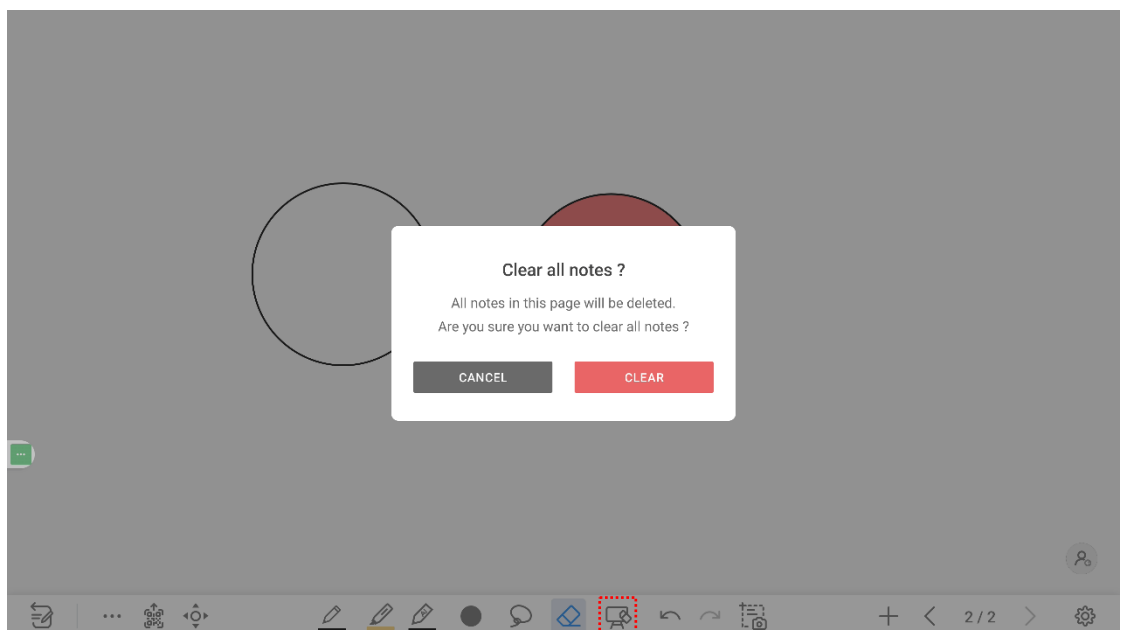 Clear all notes ?
All notes in this page will be deleted.
Are you sure you want to clear all notes ?
CANCEL
CLEAR
2 / 2